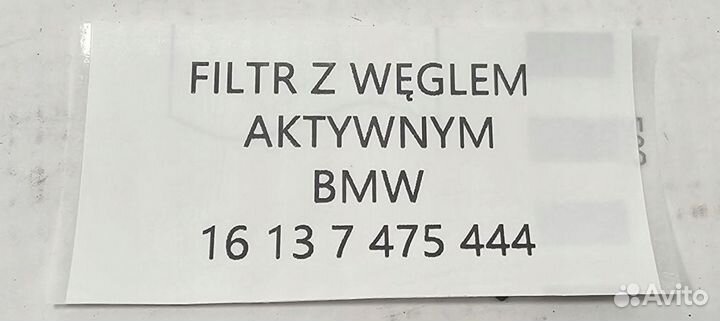 FILTR Z WĘGLEM
AKTYWNYM
BMW
16 13 7 475 444
Avito